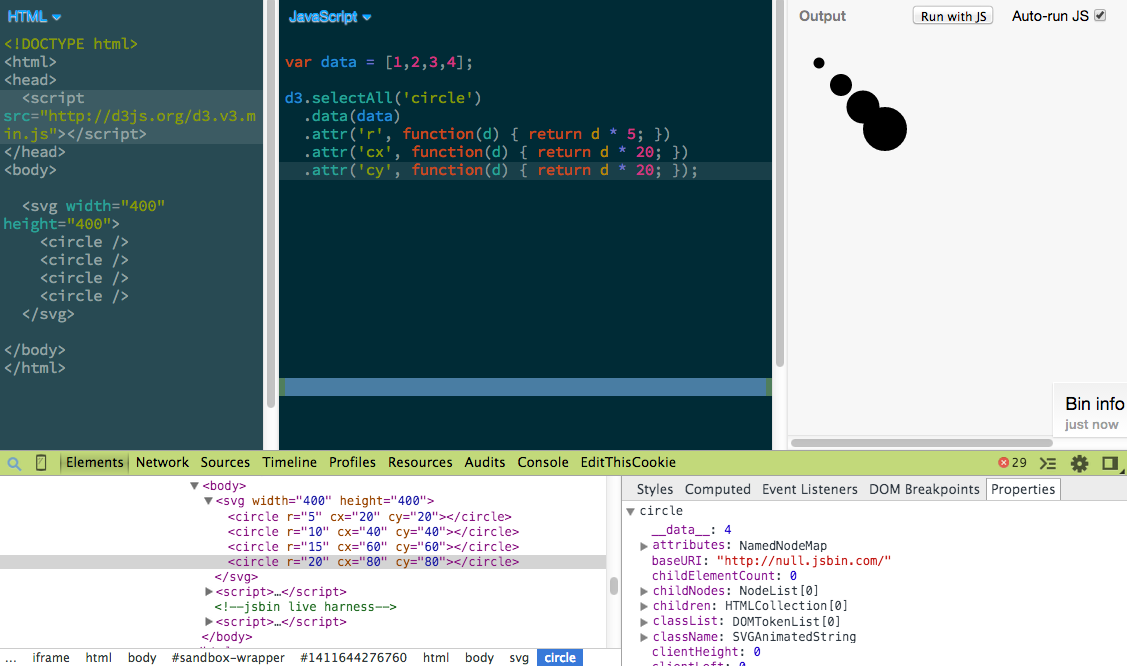 HTML
<!DOCTYPE html>
<html>
<head>
<script
src="http://d3js.org/d3.v3.m
in.js"></script>
</head>
<body>
<svg width="400"
height="400">
<circle />
<circle />
<circle />
<circle />
</svg>
</body>
</html>
JavaScript
var data = [1,2,3,4];
d3.selectAll('circle')
.data(data)
.attr('r', function(d) { return d * 5; })
.attr('cx', function(d) { return d * 20; })
.attr('cy', function(d) { return d * 20; });
Output Run with JS Auto-run JS
Bin info
just now
Elements Network Sources Timeline Profiles Resources Audits Console EditThisCookie 29
<body>
<svg width="400" height="400">
<circle r="5" cx="20" cy="20"></circle>
<circle r="10" cx="40" cy="40"></circle>
<circle r="15" cx="60" cy="60"></circle>
<circle r="20" cx="80" cy="80"></circle>
</svg>
<script>…</script>
<!--jsbin live harness-->
<script>…</script>
</body>
... iframe html body #sandbox-wrapper #1411644276760 html body svg circle
Styles Computed Event Listeners DOM Breakpoints Properties
circle
__data__: 4
attributes: NamedNodeMap
baseURI: "http://null.jsbin.com/"
childElementCount: 0
childNodes: NodeList[0]
children: HTMLCollection[0]
classList: DOMTokenList[0]
className: SVGAnimatedString
clientHeight: 0